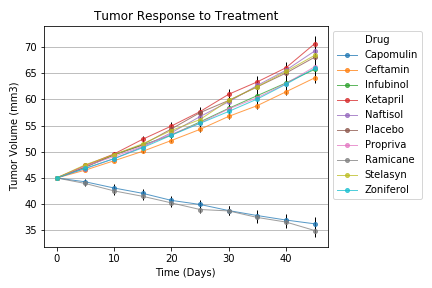 Tumor Response to Treatment
Tumor Volume (mm3)
70
65
60
55
50
45
40
35
0
10
20
30
40
Time (Days)
Drug
Capomulin
Ceftamin
Infubinol
Ketapril
Naftisol
Placebo
Propriva
Ramicane
Stelasyn
Zoniferol